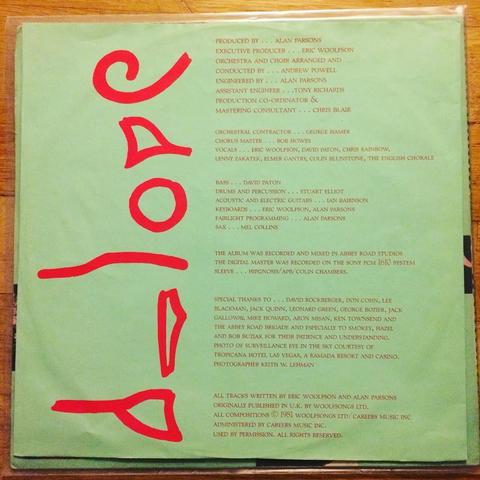 PRODUCED BY . . . ALAN PARSONS
EXECUTIVE PRODUCER . . . ERIC WOOLFSON
ORCHESTRA AND CHOIR ARRANGED AND
CONDUCTED BY . . . ANDREW POWELL
ENGINEERED BY . . . ALAN PARSONS
ASSISTANT ENGINEER . . . TONY RICHARDS
PRODUCTION CO-ORDINATOR &
MASTERING CONSULTANT . . . CHRIS BLAIR
ORCHESTRAL CONTRACTOR . . . GEORGE HAMER
CHORUS MASTER . . . BOB HOWES
VOCALS . . . ERIC WOOLFSON, DAVID PATON, CHRIS RAINBOW,
LENNY ZAKATEK, ELMER GANTRY, COLIN BLUNSTONE, THE ENGLISH CHORALE
BASS . . . DAVID PATON
DRUMS AND PERCUSSION . . . STUART ELLIOT
ACOUSTIC AND ELECTRIC GUITARS . . . IAN BAIRNSON
KEYBOARDS . . . ERIC WOOLFSON, ALAN PARSONS
FAIRLIGHT PROGRAMMING . . . ALAN PARSONS
SAX . . . MEL COLLINS
THE ALBUM WAS RECORDED AND MIXED IN ABBEY ROAD STUDIOS
THE DIGITAL MASTER WAS RECORDED ON THE SONY PCM 1610 SYSTEM
SLEEVE . . . HIPGNOSIS/APB/COLIN CHAMBERS.
SPECIAL THANKS TO . . . DAVID ROCKBERGER, DON COHN, LEE
BLACKMAN, JACK QUINN, LEONARD GREEN, GEORGE BOTIER, JACK
GALLOWAY, MIKE HOWARD, ARON MISAN, KEN TOWNSEND AND
THE ABBEY ROAD BRIGADE AND ESPECIALLY TO SMOKEY, HAZEL
AND BOB BUZIAK FOR THEIR PATIENCE AND UNDERSTANDING.
PHOTO OF SURVEILLANCE EYE IN THE SKY COURTESY OF
TROPICANA HOTEL LAS VEGAS, A RAMADA RESORT AND CASINO.
PHOTOGRAPHER KEITH W. LEHMAN
ALL TRACKS WRITTEN BY ERIC WOOLFSON AND ALAN PARSONS
ORIGINALLY PUBLISHED IN U.K. BY WOOLFSONGS LTD.
ALL COMPOSITIONS © 1981 WOOLFSONGS LTD/ CAREERS MUSIC INC
ADMINISTERED BY CAREERS MUSIC INC.
USED BY PERMISSION. ALL RIGHTS RESERVED.